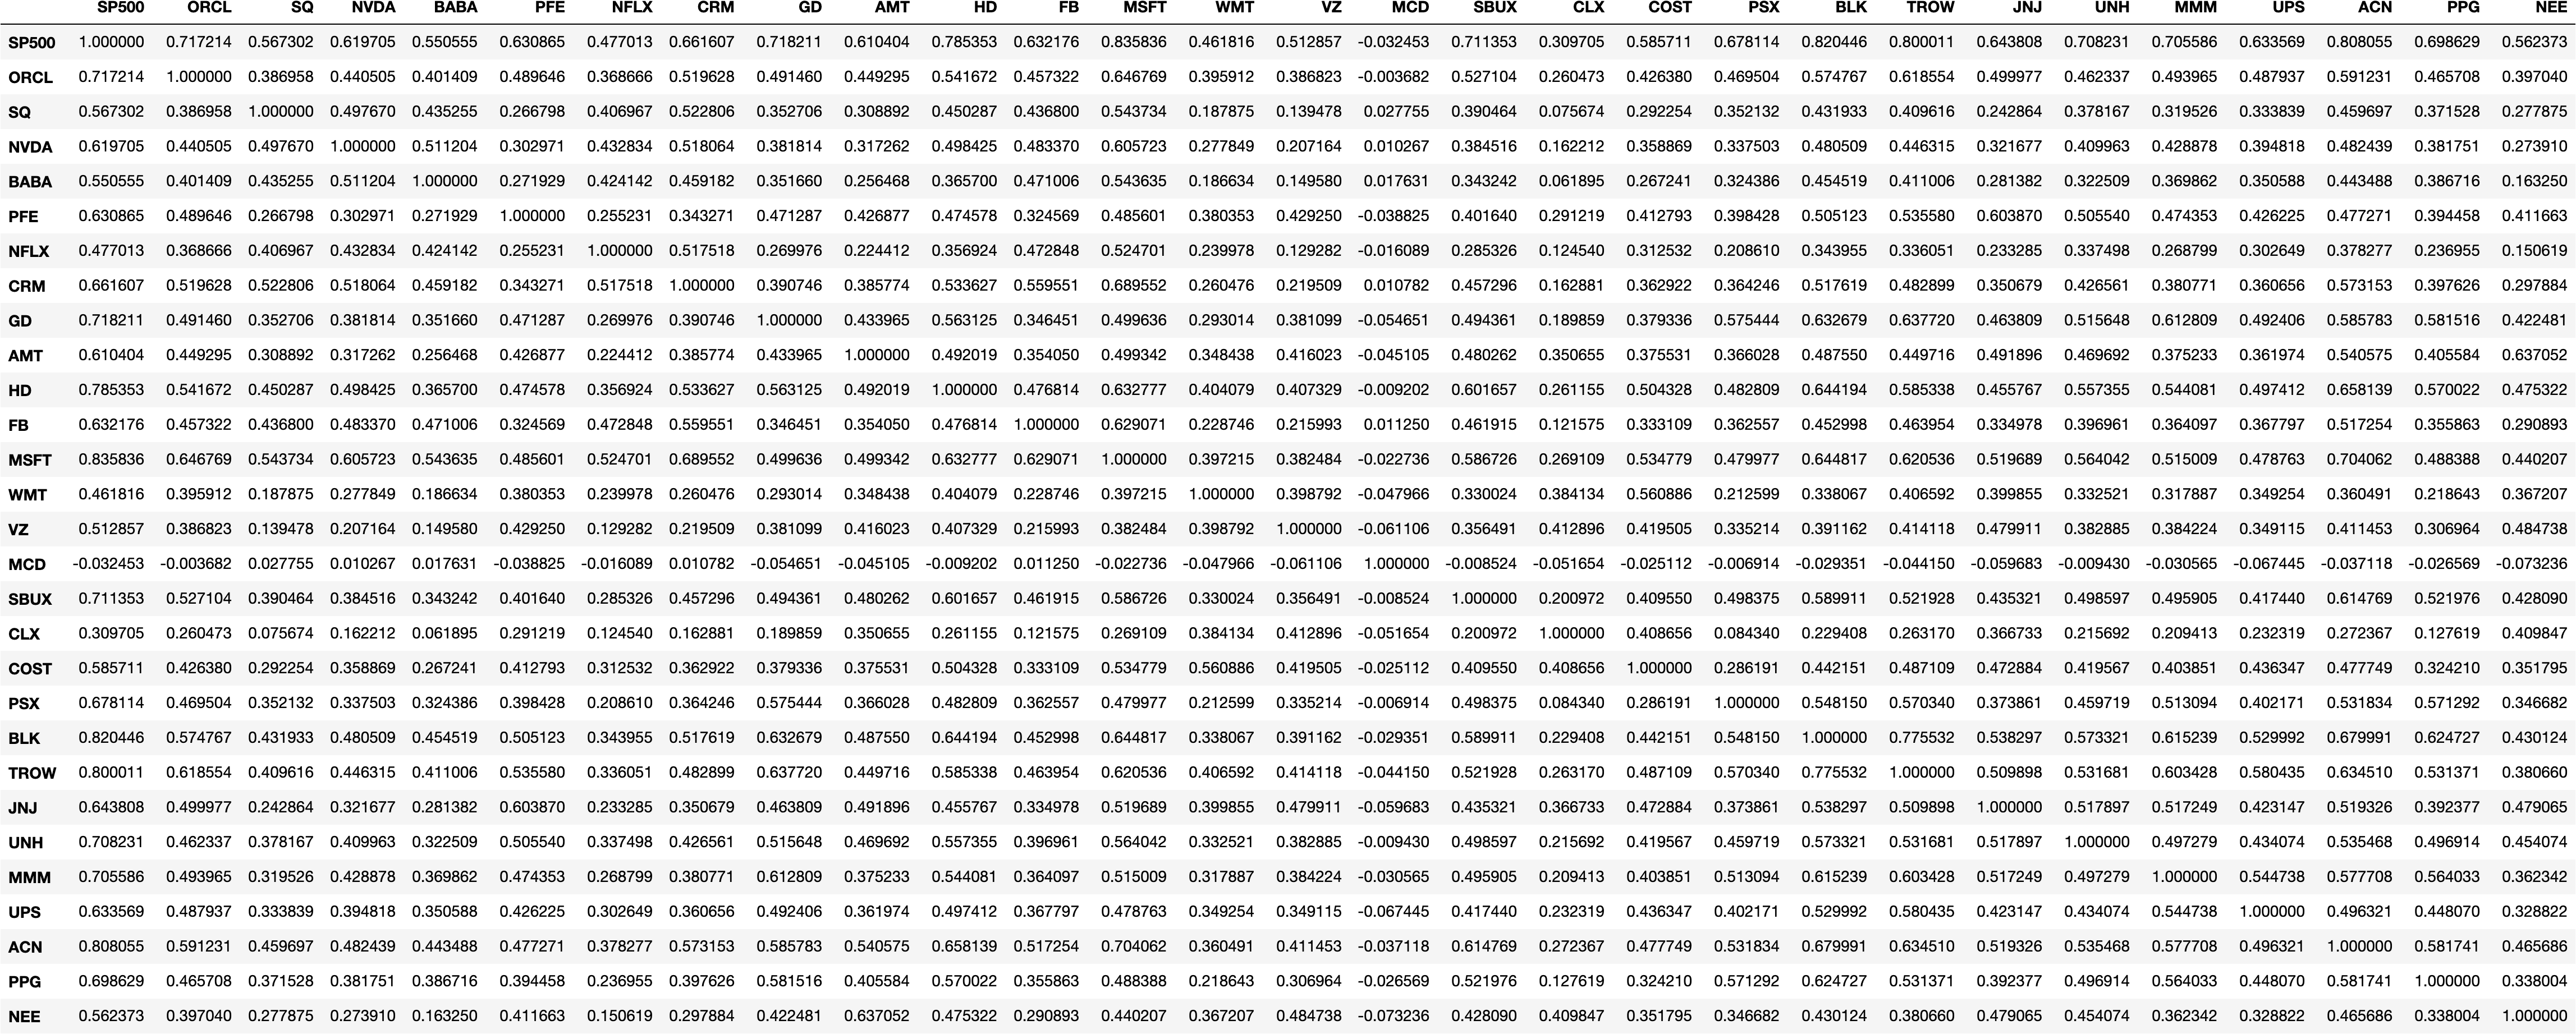 SP500 ORCL SQ NVDA BABA PFE NFLX CRM GD AMT HD FB MSFT WMT VZ MCD SBUX CLX COST PSX BLK TROW JNJ UNH MMM UPS ACN PPG NEE
SP500 1.000000 0.717214 0.567302 0.619705 0.550555 0.630865 0.477013 0.661607 0.718211 0.610404 0.785353 0.632176 0.835836 0.461816 0.512857 -0.032453 0.711353 0.309705 0.585711 0.678114 0.820446 0.800011 0.643808 0.708231 0.705586 0.633569 0.808055 0.698629 0.562373
ORCL 0.717214 1.000000 0.386958 0.440505 0.401409 0.489646 0.368666 0.519628 0.491460 0.449295 0.541672 0.457322 0.646769 0.395912 0.386823 -0.003682 0.527104 0.260473 0.426380 0.469504 0.574767 0.618554 0.499977 0.462337 0.493965 0.487937 0.591231 0.465708 0.397040
SQ 0.567302 0.386958 1.000000 0.497670 0.435255 0.266798 0.406967 0.522806 0.352706 0.308892 0.450287 0.436800 0.543734 0.187875 0.139478 0.027755 0.390464 0.075674 0.292254 0.352132 0.431933 0.409616 0.242864 0.378167 0.319526 0.333839 0.459697 0.371528 0.277875
NVDA 0.619705 0.440505 0.497670 1.000000 0.511204 0.302971 0.432834 0.518064 0.381814 0.317262 0.498425 0.483370 0.605723 0.277849 0.207164 0.010267 0.384516 0.162212 0.358869 0.337503 0.480509 0.446315 0.321677 0.409963 0.428878 0.394818 0.482439 0.381751 0.273910
BABA 0.550555 0.401409 0.435255 0.511204 1.000000 0.271929 0.424142 0.459182 0.351660 0.256468 0.365700 0.471006 0.543635 0.186634 0.149580 0.017631 0.343242 0.061895 0.267241 0.324386 0.454519 0.411006 0.281382 0.322509 0.369862 0.350588 0.443488 0.386716 0.163250
PFE 0.630865 0.489646 0.266798 0.302971 0.271929 1.000000 0.255231 0.343271 0.471287 0.426877 0.474578 0.324569 0.485601 0.380353 0.429250 -0.038825 0.401640 0.291219 0.412793 0.398428 0.505123 0.535580 0.603870 0.505540 0.474353 0.426225 0.477271 0.394458 0.411663
NFLX 0.477013 0.368666 0.406967 0.432834 0.424142 0.255231 1.000000 0.517518 0.269976 0.224412 0.356924 0.472848 0.524701 0.239978 0.129282 -0.016089 0.285326 0.124540 0.312532 0.208610 0.343955 0.336051 0.233285 0.337498 0.268799 0.302649 0.378277 0.236955 0.150619
CRM 0.661607 0.519628 0.522806 0.518064 0.459182 0.343271 0.517518 1.000000 0.390746 0.385774 0.533627 0.559551 0.689552 0.260476 0.219509 0.010782 0.457296 0.162881 0.362922 0.364246 0.517619 0.482899 0.350679 0.426561 0.380771 0.360656 0.573153 0.397626 0.297884
GD 0.718211 0.491460 0.352706 0.381814 0.351660 0.471287 0.269976 0.390746 1.000000 0.433965 0.563125 0.346451 0.499636 0.293014 0.381099 -0.054651 0.494361 0.189859 0.379336 0.575444 0.632679 0.637720 0.463809 0.515648 0.612809 0.492406 0.585783 0.581516 0.422481
AMT 0.610404 0.449295 0.308892 0.317262 0.256468 0.426877 0.224412 0.385774 0.433965 1.000000 0.492019 0.354050 0.499342 0.348438 0.416023 -0.045105 0.480262 0.350655 0.375531 0.366028 0.487550 0.449716 0.491896 0.469692 0.375233 0.361974 0.540575 0.405584 0.637052
HD 0.785353 0.541672 0.450287 0.498425 0.365700 0.474578 0.356924 0.533627 0.563125 0.492019 1.000000 0.476814 0.632777 0.404079 0.407329 -0.009202 0.601657 0.261155 0.504328 0.482809 0.644194 0.585338 0.455767 0.557355 0.544081 0.497412 0.658139 0.570022 0.475322
FB 0.632176 0.457322 0.436800 0.483370 0.471006 0.324569 0.472848 0.559551 0.346451 0.354050 0.476814 1.000000 0.629071 0.228746 0.215993 0.011250 0.461915 0.121575 0.333109 0.362557 0.452998 0.463954 0.334978 0.396961 0.364097 0.367797 0.517254 0.355863 0.290893
MSFT 0.835836 0.646769 0.543734 0.605723 0.543635 0.485601 0.524701 0.689552 0.499636 0.499342 0.632777 0.629071 1.000000 0.397215 0.382484 -0.022736 0.586726 0.269109 0.534779 0.479977 0.644817 0.620536 0.519689 0.564042 0.515009 0.478763 0.704062 0.488388 0.440207
WMT 0.461816 0.395912 0.187875 0.277849 0.186634 0.380353 0.239978 0.260476 0.293014 0.348438 0.404079 0.228746 0.397215 1.000000 0.398792 -0.047966 0.330024 0.384134 0.560886 0.212599 0.338067 0.406592 0.399855 0.332521 0.317887 0.349254 0.360491 0.218643 0.367207
VZ 0.512857 0.386823 0.139478 0.207164 0.149580 0.429250 0.129282 0.219509 0.381099 0.416023 0.407329 0.215993 0.382484 0.398792 1.000000 -0.061106 0.356491 0.412896 0.419505 0.335214 0.391162 0.414118 0.479911 0.382885 0.384224 0.349115 0.411453 0.306964 0.484738
MCD -0.032453 -0.003682 0.027755 0.010267 0.017631 -0.038825 -0.016089 0.010782 -0.054651 -0.045105 -0.009202 0.011250 -0.022736 -0.047966 -0.061106 1.000000 -0.008524 -0.051654 -0.025112 -0.006914 -0.029351 -0.044150 -0.059683 -0.009430 -0.030565 -0.067445 -0.037118 -0.026569 -0.073236
SBUX 0.711353 0.527104 0.390464 0.384516 0.343242 0.401640 0.285326 0.457296 0.494361 0.480262 0.601657 0.461915 0.586726 0.330024 0.356491 -0.008524 1.000000 0.200972 0.409550 0.498375 0.589911 0.521928 0.435321 0.498597 0.495905 0.417440 0.614769 0.521976 0.428090
CLX 0.309705 0.260473 0.075674 0.162212 0.061895 0.291219 0.124540 0.162881 0.189859 0.350655 0.261155 0.121575 0.269109 0.384134 0.412896 -0.051654 0.200972 1.000000 0.408656 0.084340 0.229408 0.263170 0.366733 0.215692 0.209413 0.232319 0.272367 0.127619 0.409847
COST 0.585711 0.426380 0.292254 0.358869 0.267241 0.412793 0.312532 0.362922 0.379336 0.375531 0.504328 0.333109 0.534779 0.560886 0.419505 -0.025112 0.409550 0.408656 1.000000 0.286191 0.442151 0.487109 0.472884 0.419567 0.403851 0.436347 0.477749 0.324210 0.351795
PSX 0.678114 0.469504 0.352132 0.337503 0.324386 0.398428 0.208610 0.364246 0.575444 0.366028 0.482809 0.362557 0.479977 0.212599 0.335214 -0.006914 0.498375 0.084340 0.286191 1.000000 0.548150 0.570340 0.373861 0.459719 0.513094 0.402171 0.531834 0.571292 0.346682
BLK 0.820446 0.574767 0.431933 0.480509 0.454519 0.505123 0.343955 0.517619 0.632679 0.487550 0.644194 0.452998 0.644817 0.338067 0.391162 -0.029351 0.589911 0.229408 0.442151 0.548150 1.000000 0.775532 0.538297 0.573321 0.615239 0.529992 0.679991 0.624727 0.430124
TROW 0.800011 0.618554 0.409616 0.446315 0.411006 0.535580 0.336051 0.482899 0.637720 0.449716 0.585338 0.463954 0.620536 0.406592 0.414118 -0.044150 0.521928 0.263170 0.487109 0.570340 0.775532 1.000000 0.509898 0.531681 0.603428 0.580435 0.634510 0.531371 0.380660
JNJ 0.643808 0.499977 0.242864 0.321677 0.281382 0.603870 0.233285 0.350679 0.463809 0.491896 0.455767 0.334978 0.519689 0.399855 0.479911 -0.059683 0.435321 0.366733 0.472884 0.373861 0.538297 0.509898 1.000000 0.517897 0.517249 0.423147 0.519326 0.392377 0.479065
UNH 0.708231 0.462337 0.378167 0.409963 0.322509 0.505540 0.337498 0.426561 0.515648 0.469692 0.557355 0.396961 0.564042 0.332521 0.382885 -0.009430 0.498597 0.215692 0.419567 0.459719 0.573321 0.531681 0.517897 1.000000 0.497279 0.434074 0.535468 0.496914 0.454074
MMM 0.705586 0.493965 0.319526 0.428878 0.369862 0.474353 0.268799 0.380771 0.612809 0.375233 0.544081 0.364097 0.515009 0.317887 0.384224 -0.030565 0.495905 0.209413 0.403851 0.513094 0.615239 0.603428 0.517249 0.497279 1.000000 0.544738 0.577708 0.564033 0.362342
UPS 0.633569 0.487937 0.333839 0.394818 0.350588 0.426225 0.302649 0.360656 0.492406 0.361974 0.497412 0.367797 0.478763 0.349254 0.349115 -0.067445 0.417440 0.232319 0.436347 0.402171 0.529992 0.580435 0.423147 0.434074 0.544738 1.000000 0.496321 0.448070 0.328822
ACN 0.808055 0.591231 0.459697 0.482439 0.443488 0.477271 0.378277 0.573153 0.585783 0.540575 0.658139 0.517254 0.704062 0.360491 0.411453 -0.037118 0.614769 0.272367 0.477749 0.531834 0.679991 0.634510 0.519326 0.535468 0.577708 0.496321 1.000000 0.581741 0.465686
PPG 0.698629 0.465708 0.371528 0.381751 0.386716 0.394458 0.236955 0.397626 0.581516 0.405584 0.570022 0.355863 0.488388 0.218643 0.306964 -0.026569 0.521976 0.127619 0.324210 0.571292 0.624727 0.531371 0.392377 0.496914 0.564033 0.448070 0.581741 1.000000 0.338004
NEE 0.562373 0.397040 0.277875 0.273910 0.163250 0.411663 0.150619 0.297884 0.422481 0.637052 0.475322 0.290893 0.440207 0.367207 0.484738 -0.073236 0.428090 0.409847 0.351795 0.346682 0.430124 0.380660 0.479065 0.454074 0.362342 0.328822 0.465686 0.338004 1.000000